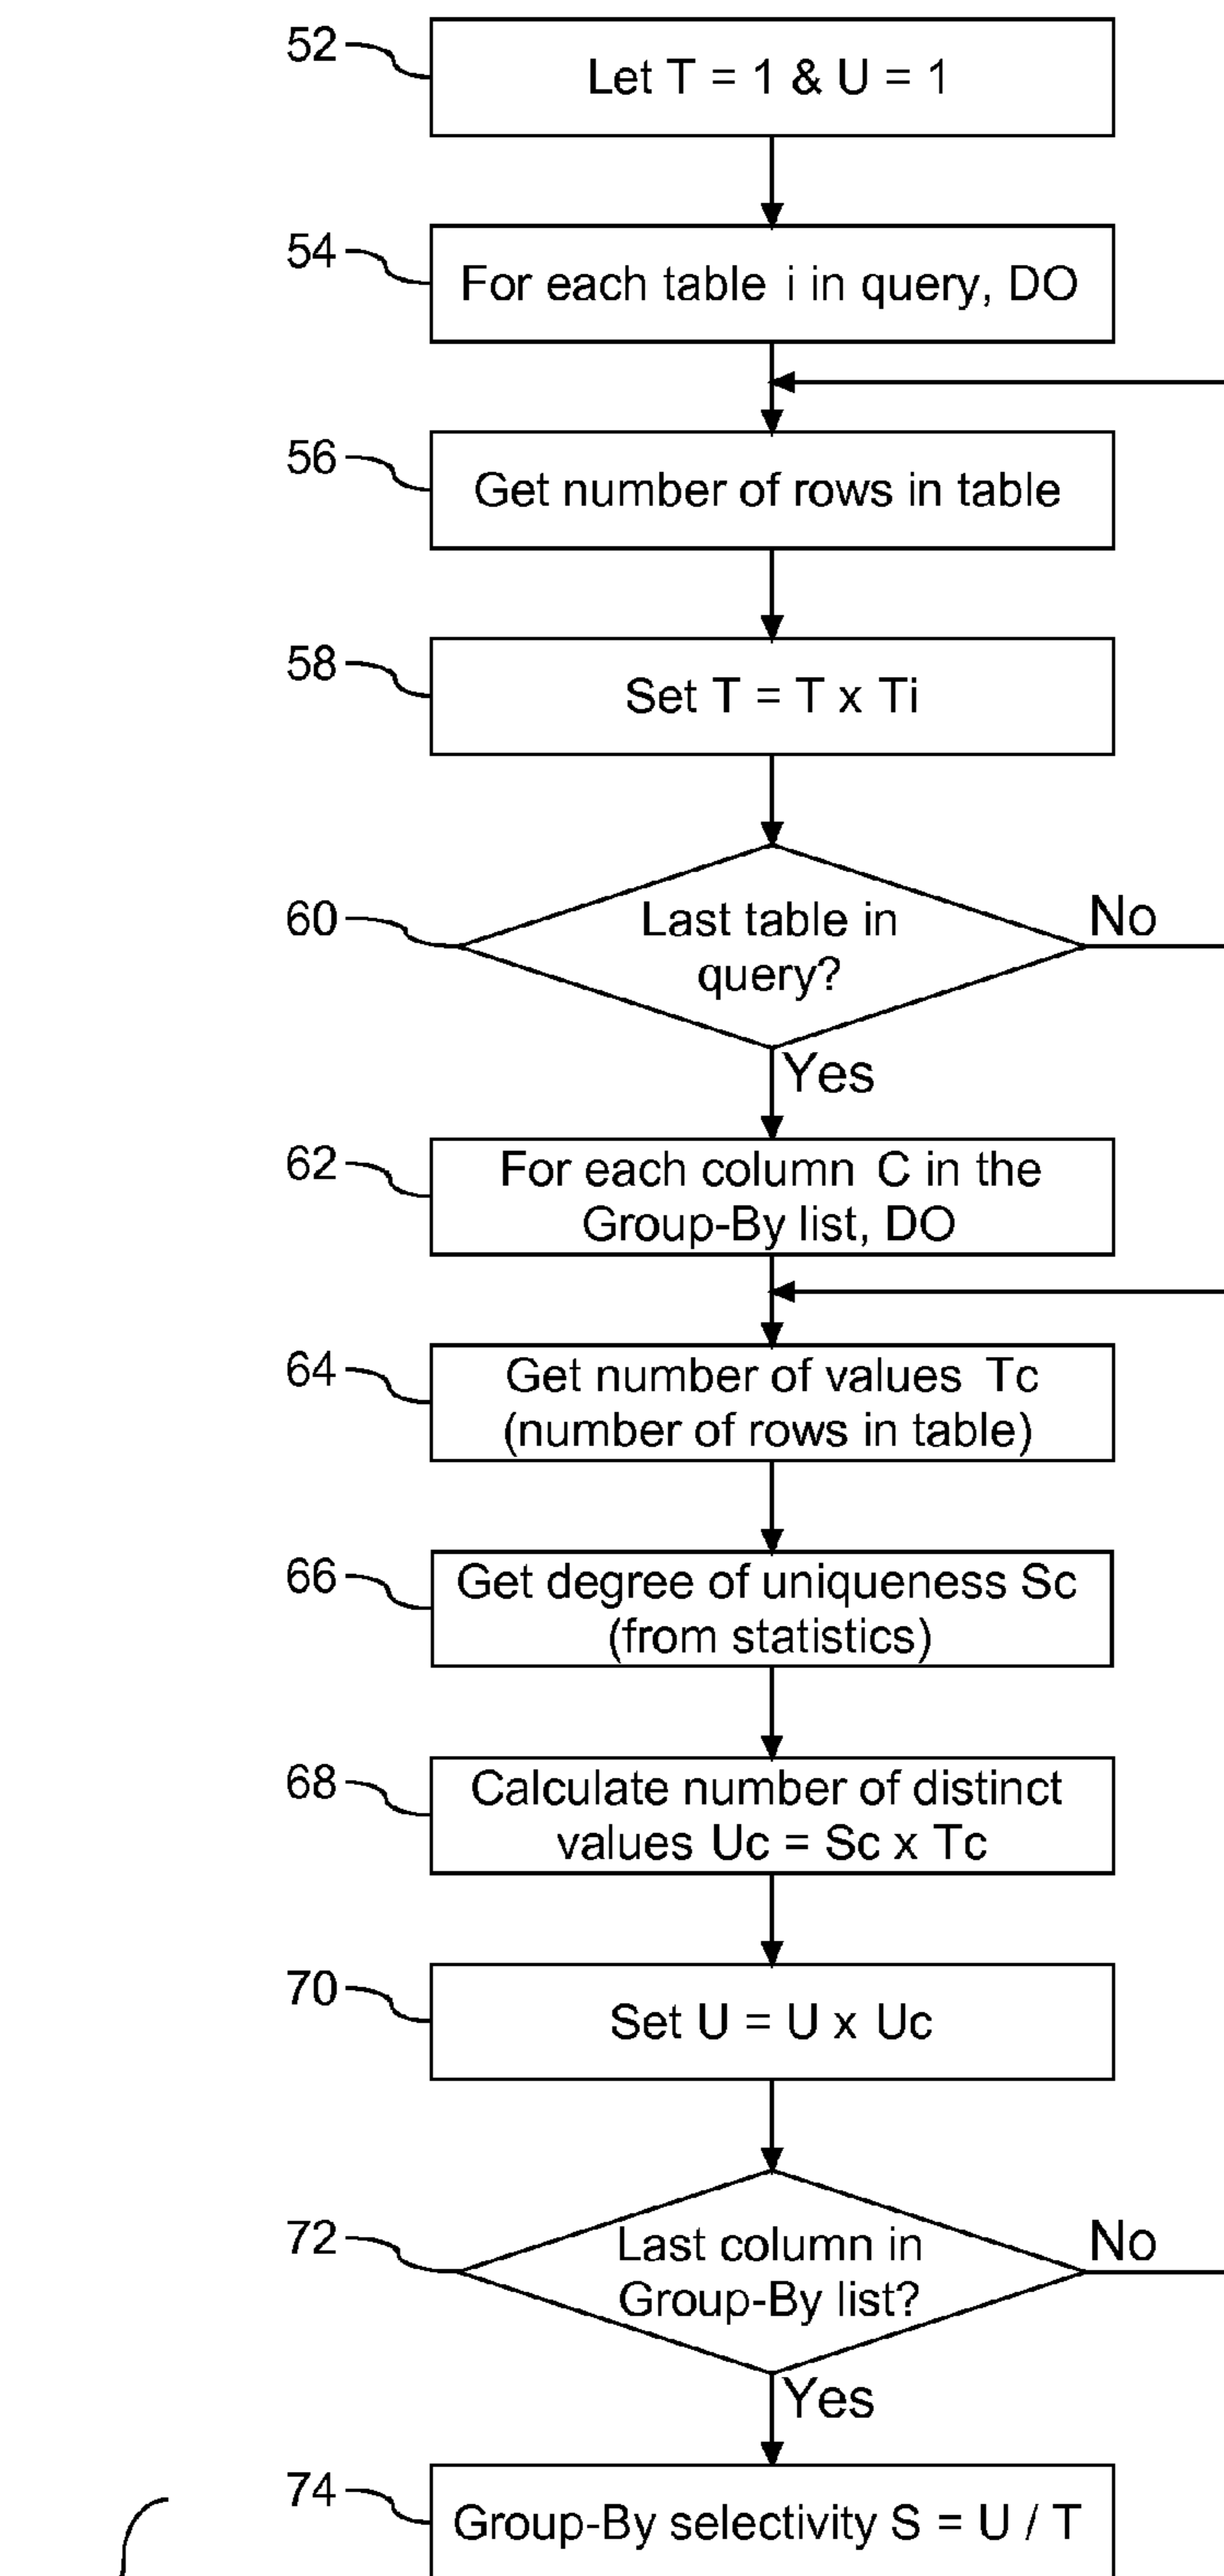 52
Let T = 1 & U = 1
54
For each table i in query, DO
56
Get number of rows in table
58
Set T = T x Ti
60
Last table in
query?
No
Yes
62
For each column C in the
Group-By list, DO
64
Get number of values Tc
(number of rows in table)
66
Get degree of uniqueness Sc
(from statistics)
68
Calculate number of distinct
values Uc = Sc x Tc
70
Set U = U x Uc
72
Last column in
Group-By list?
No
Yes
74
Group-By selectivity S = U / T